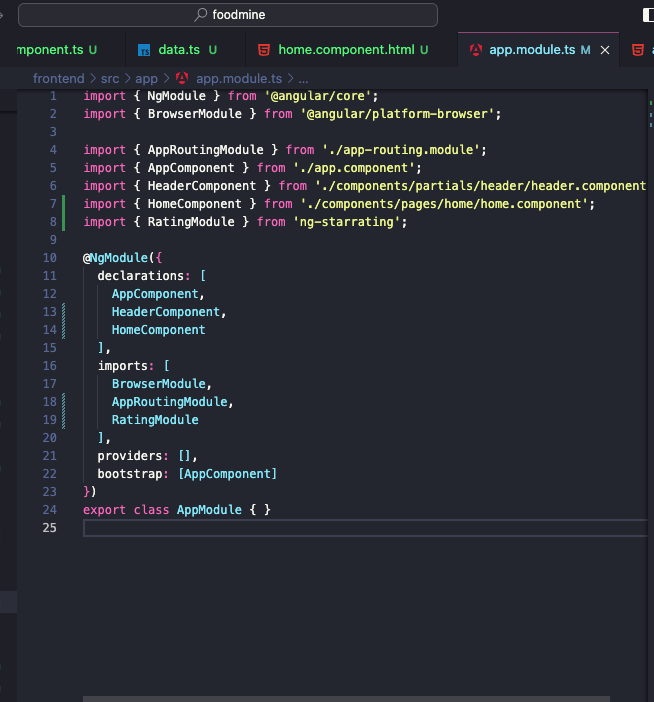 foodmine
mponent.ts U
TS data.ts U
home.component.html U
app.module.ts M
frontend > src > app > app.module.ts > ...
1 import { NgModule } from '@angular/core';
2 import { BrowserModule } from '@angular/platform-browser';
3
4 import { AppRoutingModule } from './app-routing.module';
5 import { AppComponent } from './app.component';
6 import { HeaderComponent } from './components/partials/header/header.component
7 import { HomeComponent } from './components/pages/home/home.component';
8 import { RatingModule } from 'ng-starrating';
9
10 @NgModule({
11 declarations: [
12 AppComponent,
13 HeaderComponent,
14 HomeComponent
15 ],
16 imports: [
17 BrowserModule,
18 AppRoutingModule,
19 RatingModule
20 ],
21 providers: [],
22 bootstrap: [AppComponent]
23 })
24 export class AppModule { }
25